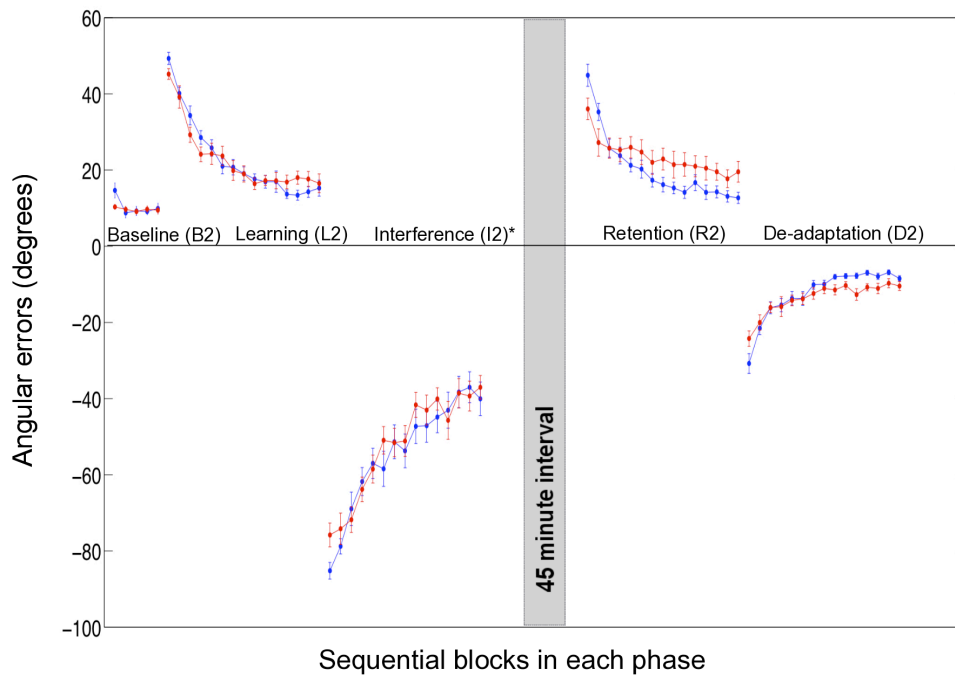 60
40
20
0
−20
−40
−60
−80
−100
Angular errors (degrees)
Baseline (B2)
Learning (L2)
Interference (I2)*
45 minute interval
Retention (R2)
De-adaptation (D2)
Sequential blocks in each phase